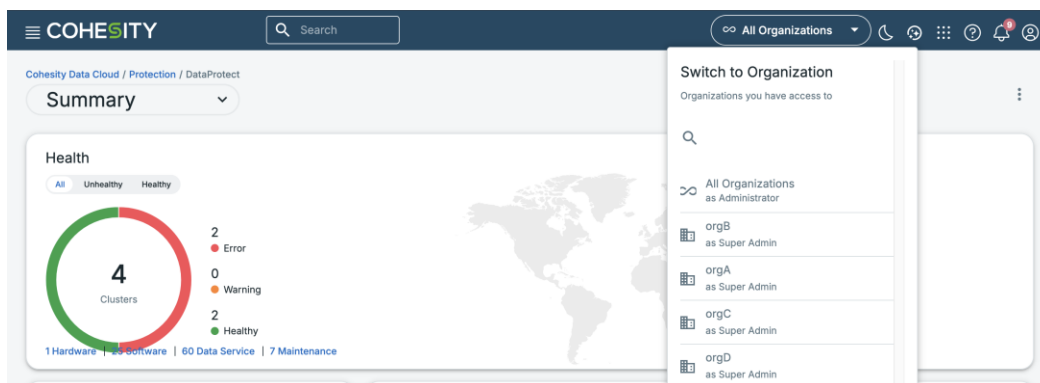 COHESITY
Search
All Organizations
9
Cohesity Data Cloud / Protection / DataProtect
Summary
Switch to Organization
Organizations you have access to
All Organizations
as Administrator
orgB
as Super Admin
orgA
as Super Admin
orgC
as Super Admin
orgD
as Super Admin
Health
All Unhealthy Healthy
4
Clusters
2
Error
0
Warning
2
Healthy
1 Hardware | Software | 60 Data Service | 7 Maintenance